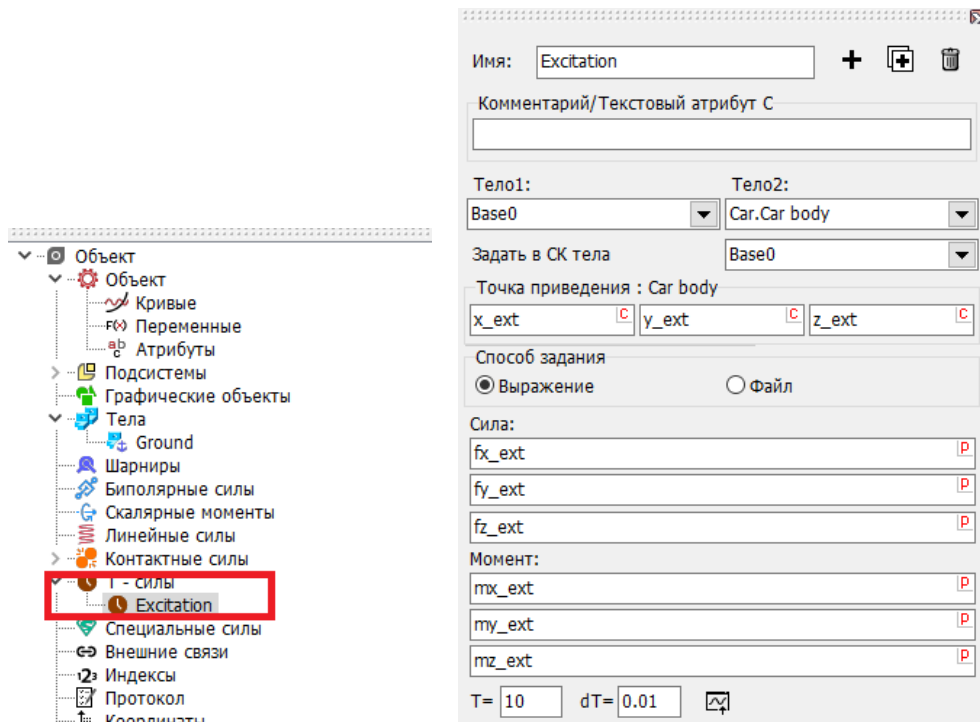 Объект
Объект
Кривые
F(x) Переменные
ab c Атрибуты
Подсистемы
Графические объекты
Тела
Ground
Шарниры
Биполярные силы
Скалярные моменты
Линейные силы
Контактные силы
Т - силы
Excitation
Специальные силы
Внешние связи
123 Индексы
Протокол
Координаты
Имя: Excitation
Комментарий/Текстовый атрибут C
Тело1: Тело2:
Base0 Car.Car body
Задать в СК тела Base0
Точка приведения : Car body
x_ext C y_ext C z_ext C
Способ задания
Выражение Файл
Сила:
fx_ext P
fy_ext P
fz_ext P
Момент:
mx_ext P
my_ext P
mz_ext P
T= 10 dT= 0.01